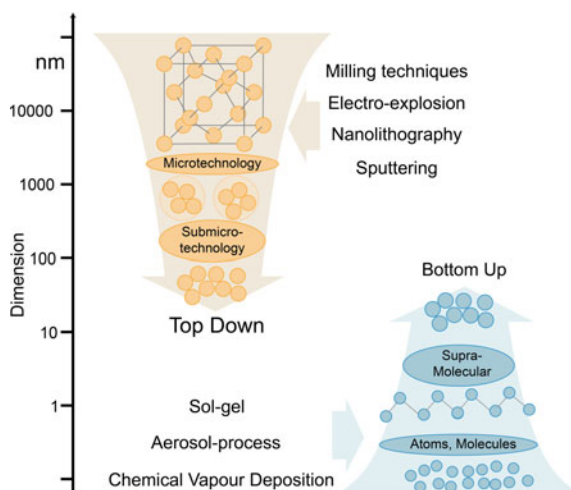 nm
10000
1000
100
10
1
Dimension
Microtechnology
Submicro-
technology
Top Down
Milling techniques
Electro-explosion
Nanolithography
Sputtering
Bottom Up
Supra-
Molecular
Atoms, Molecules
Sol-gel
Aerosol-process
Chemical Vapour Deposition